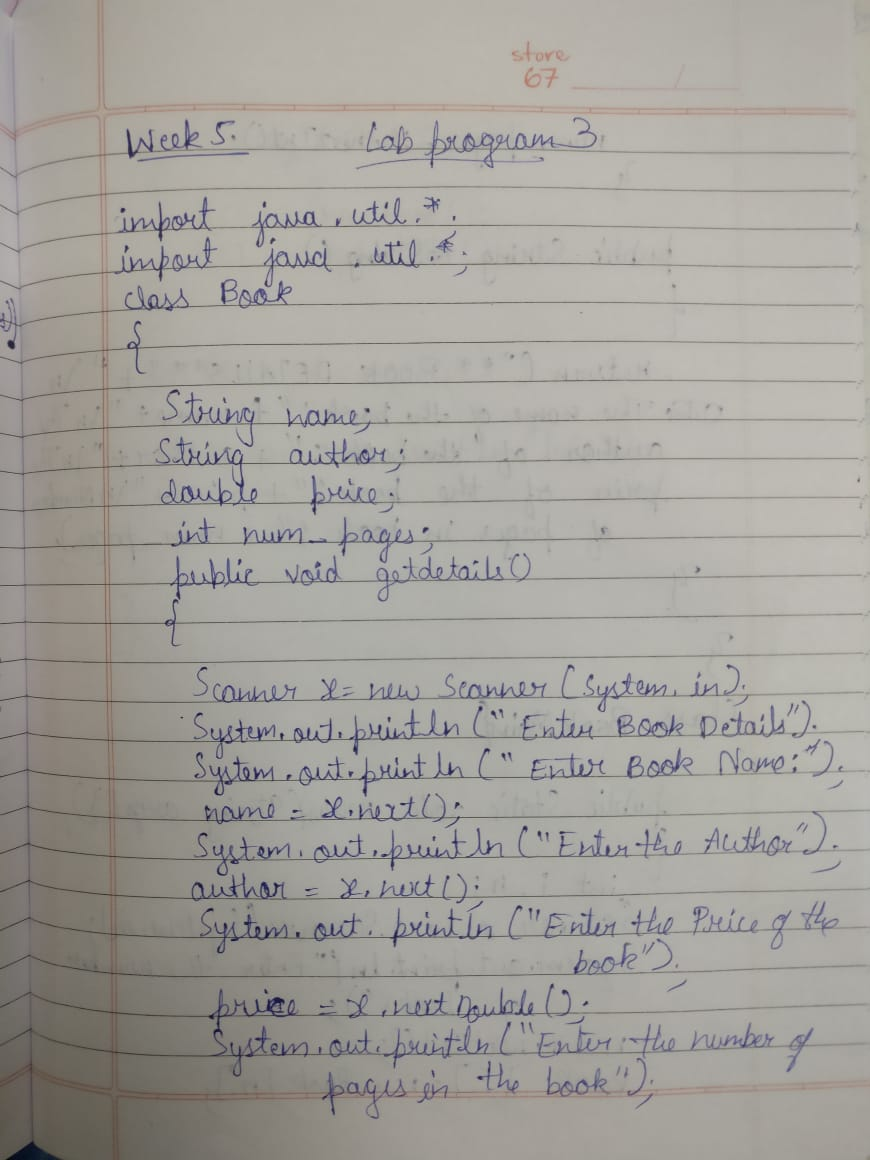 store
67
Week 5. Lab program 3
import java.util.*.
import java.util.*;
class Book
{
String name;
String author;
double price;
int num_pages;
public void getdetails()
{
Scanner x= new Scanner (System.in);
System.out.println (" Enter Book Details").
System.out.println (" Enter Book Name:");
name = x.next();
System.out.println ("Enter the Author");
author = x.next();
System.out.println ("Enter the Price of the
book");
price = x.nextDouble();
System.out.println ("Enter the number of
pages in the book");